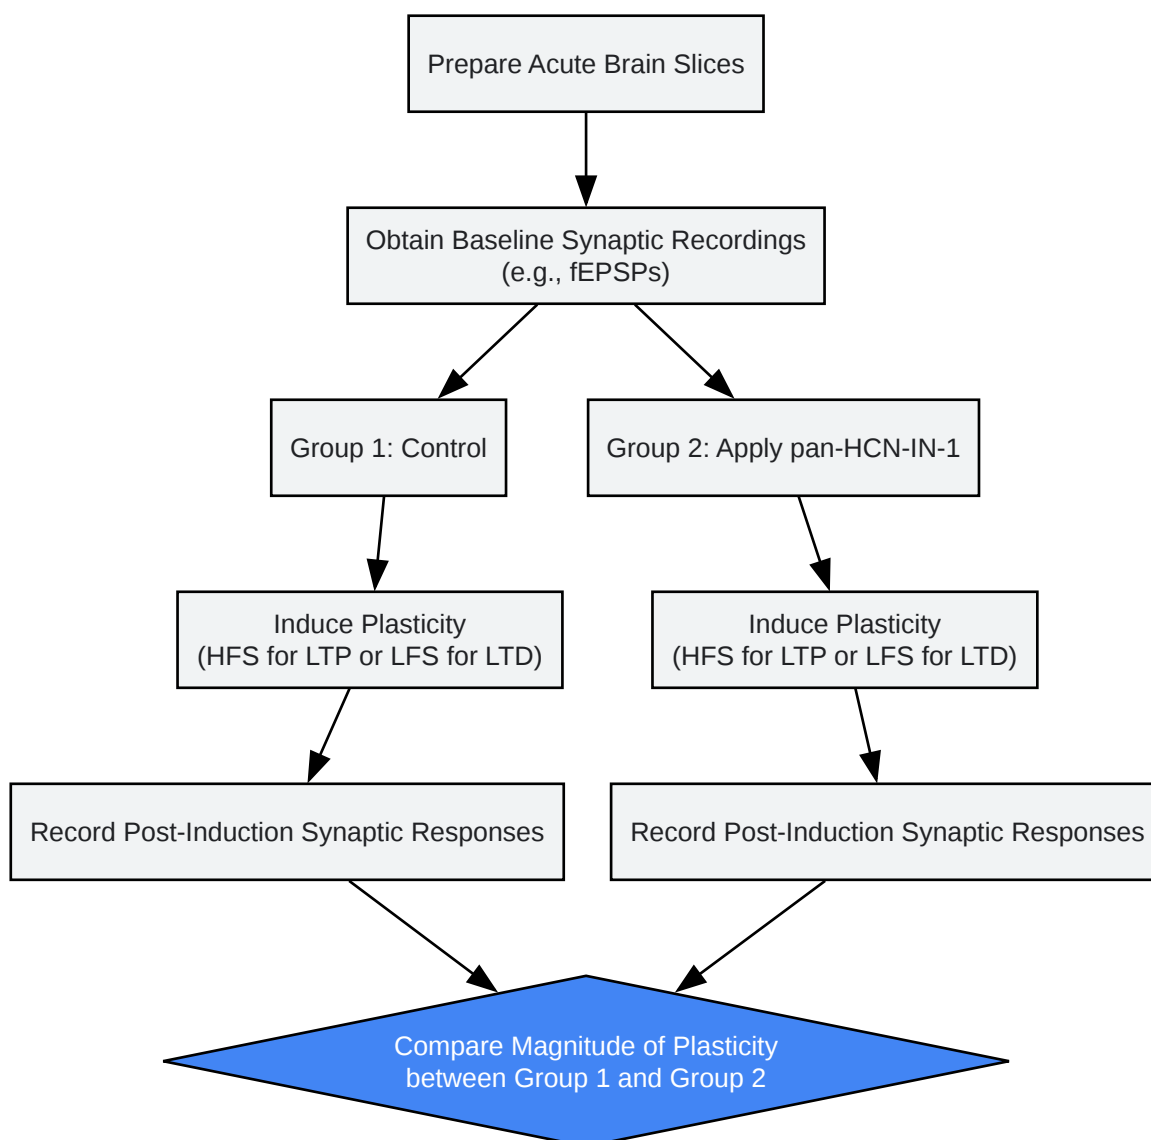 Prepare Acute Brain Slices
Obtain Baseline Synaptic Recordings
(e.g., fEPSPs)
Group 1: Control
Group 2: Apply pan-HCN-IN-1
Induce Plasticity
(HFS for LTP or LFS for LTD)
Induce Plasticity
(HFS for LTP or LFS for LTD)
Record Post-Induction Synaptic Responses
Record Post-Induction Synaptic Responses
Compare Magnitude of Plasticity
between Group 1 and Group 2